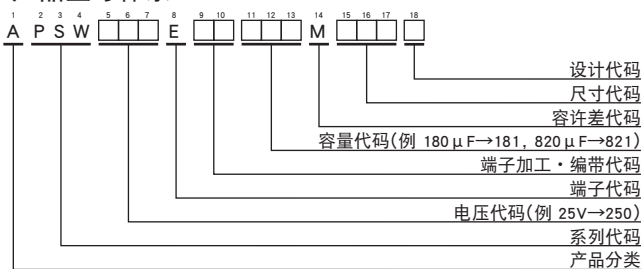 1 2 3 4 5 6 7 8 9 10 11 12 13 14 15 16 17 18
A P S W □□□ E □□ □□□ M □□□ □
设计代码
尺寸代码
容许差代码
容量代码(例 180μF→181, 820μF→821)
端子加工・编带代码
端子代码
电压代码(例 25V→250)
系列代码
产品分类